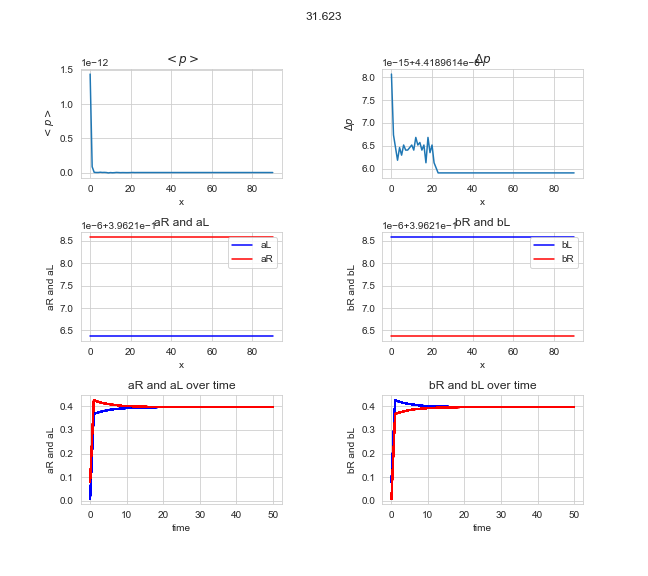 31.623
< p >
1e−12
1.5
1.0
0.5
0.0
< p >
0 20 40 60 80
x
Δp
1e−15+4.4189614e−6
8.0
7.5
7.0
6.5
6.0
Δp
0 20 40 60 80
x
aR and aL
1e−6+3.9621e−1
8.5
8.0
7.5
7.0
6.5
aR and aL
aL
aR
0 20 40 60 80
x
bR and bL
1e−6+3.9621e−1
8.5
8.0
7.5
7.0
6.5
bR and bL
bL
bR
0 20 40 60 80
x
aR and aL over time
0.4
0.3
0.2
0.1
0.0
aR and aL
0 10 20 30 40 50
time
bR and bL over time
0.4
0.3
0.2
0.1
0.0
bR and bL
0 10 20 30 40 50
time